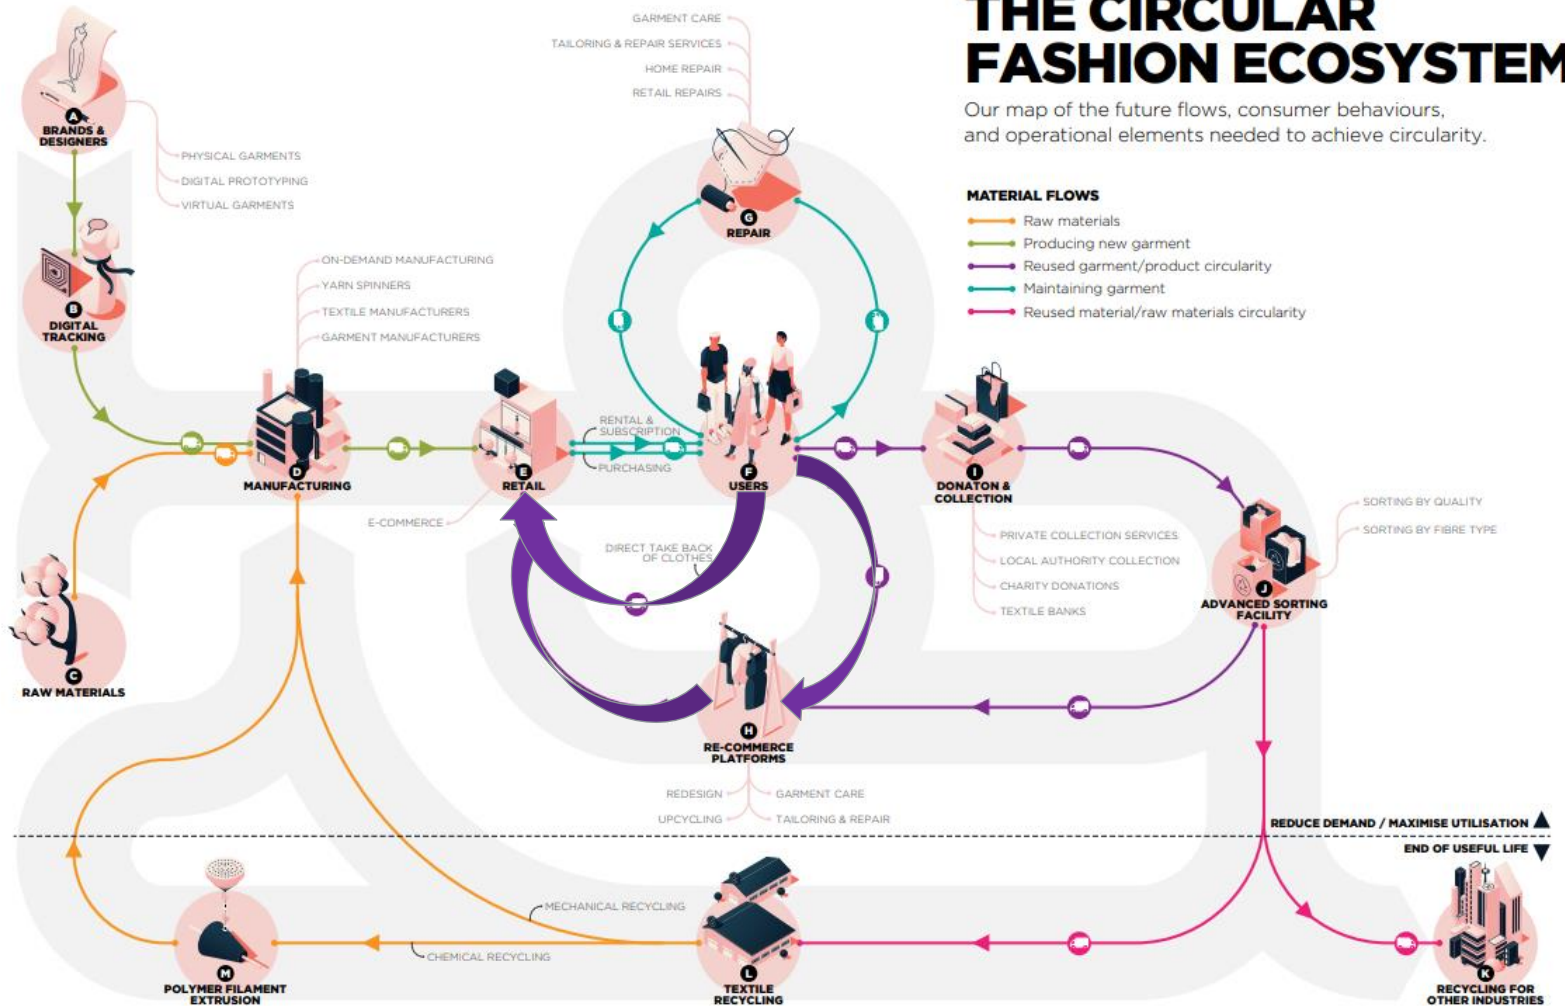 THE CIRCULAR
FASHION ECOSYSTEM
Our map of the future flows, consumer behaviours,
and operational elements needed to achieve circularity.
MATERIAL FLOWS
Raw materials
Producing new garment
Reused garment/product circularity
Maintaining garment
Reused material/raw materials circularity
A
BRANDS &
DESIGNERS
PHYSICAL GARMENTS
DIGITAL PROTOTYPING
VIRTUAL GARMENTS
B
DIGITAL
TRACKING
C
RAW MATERIALS
ON-DEMAND MANUFACTURING
YARN SPINNERS
TEXTILE MANUFACTURERS
GARMENT MANUFACTURERS
D
MANUFACTURING
E
RETAIL
E-COMMERCE
RENTAL &
SUBSCRIPTION
PURCHASING
GARMENT CARE
TAILORING & REPAIR SERVICES
HOME REPAIR
RETAIL REPAIRS
G
REPAIR
F
USERS
DIRECT TAKE BACK
OF CLOTHES
I
DONATON &
COLLECTION
PRIVATE COLLECTION SERVICES
LOCAL AUTHORITY COLLECTION
CHARITY DONATIONS
TEXTILE BANKS
SORTING BY QUALITY
SORTING BY FIBRE TYPE
J
ADVANCED SORTING
FACILITY
H
RE-COMMERCE
PLATFORMS
REDESIGN
GARMENT CARE
UPCYCLING
TAILORING & REPAIR
REDUCE DEMAND / MAXIMISE UTILISATION
END OF USEFUL LIFE
MECHANICAL RECYCLING
CHEMICAL RECYCLING
M
POLYMER FILAMENT
EXTRUSION
L
TEXTILE
RECYCLING
K
RECYCLING FOR
OTHER INDUSTRIES